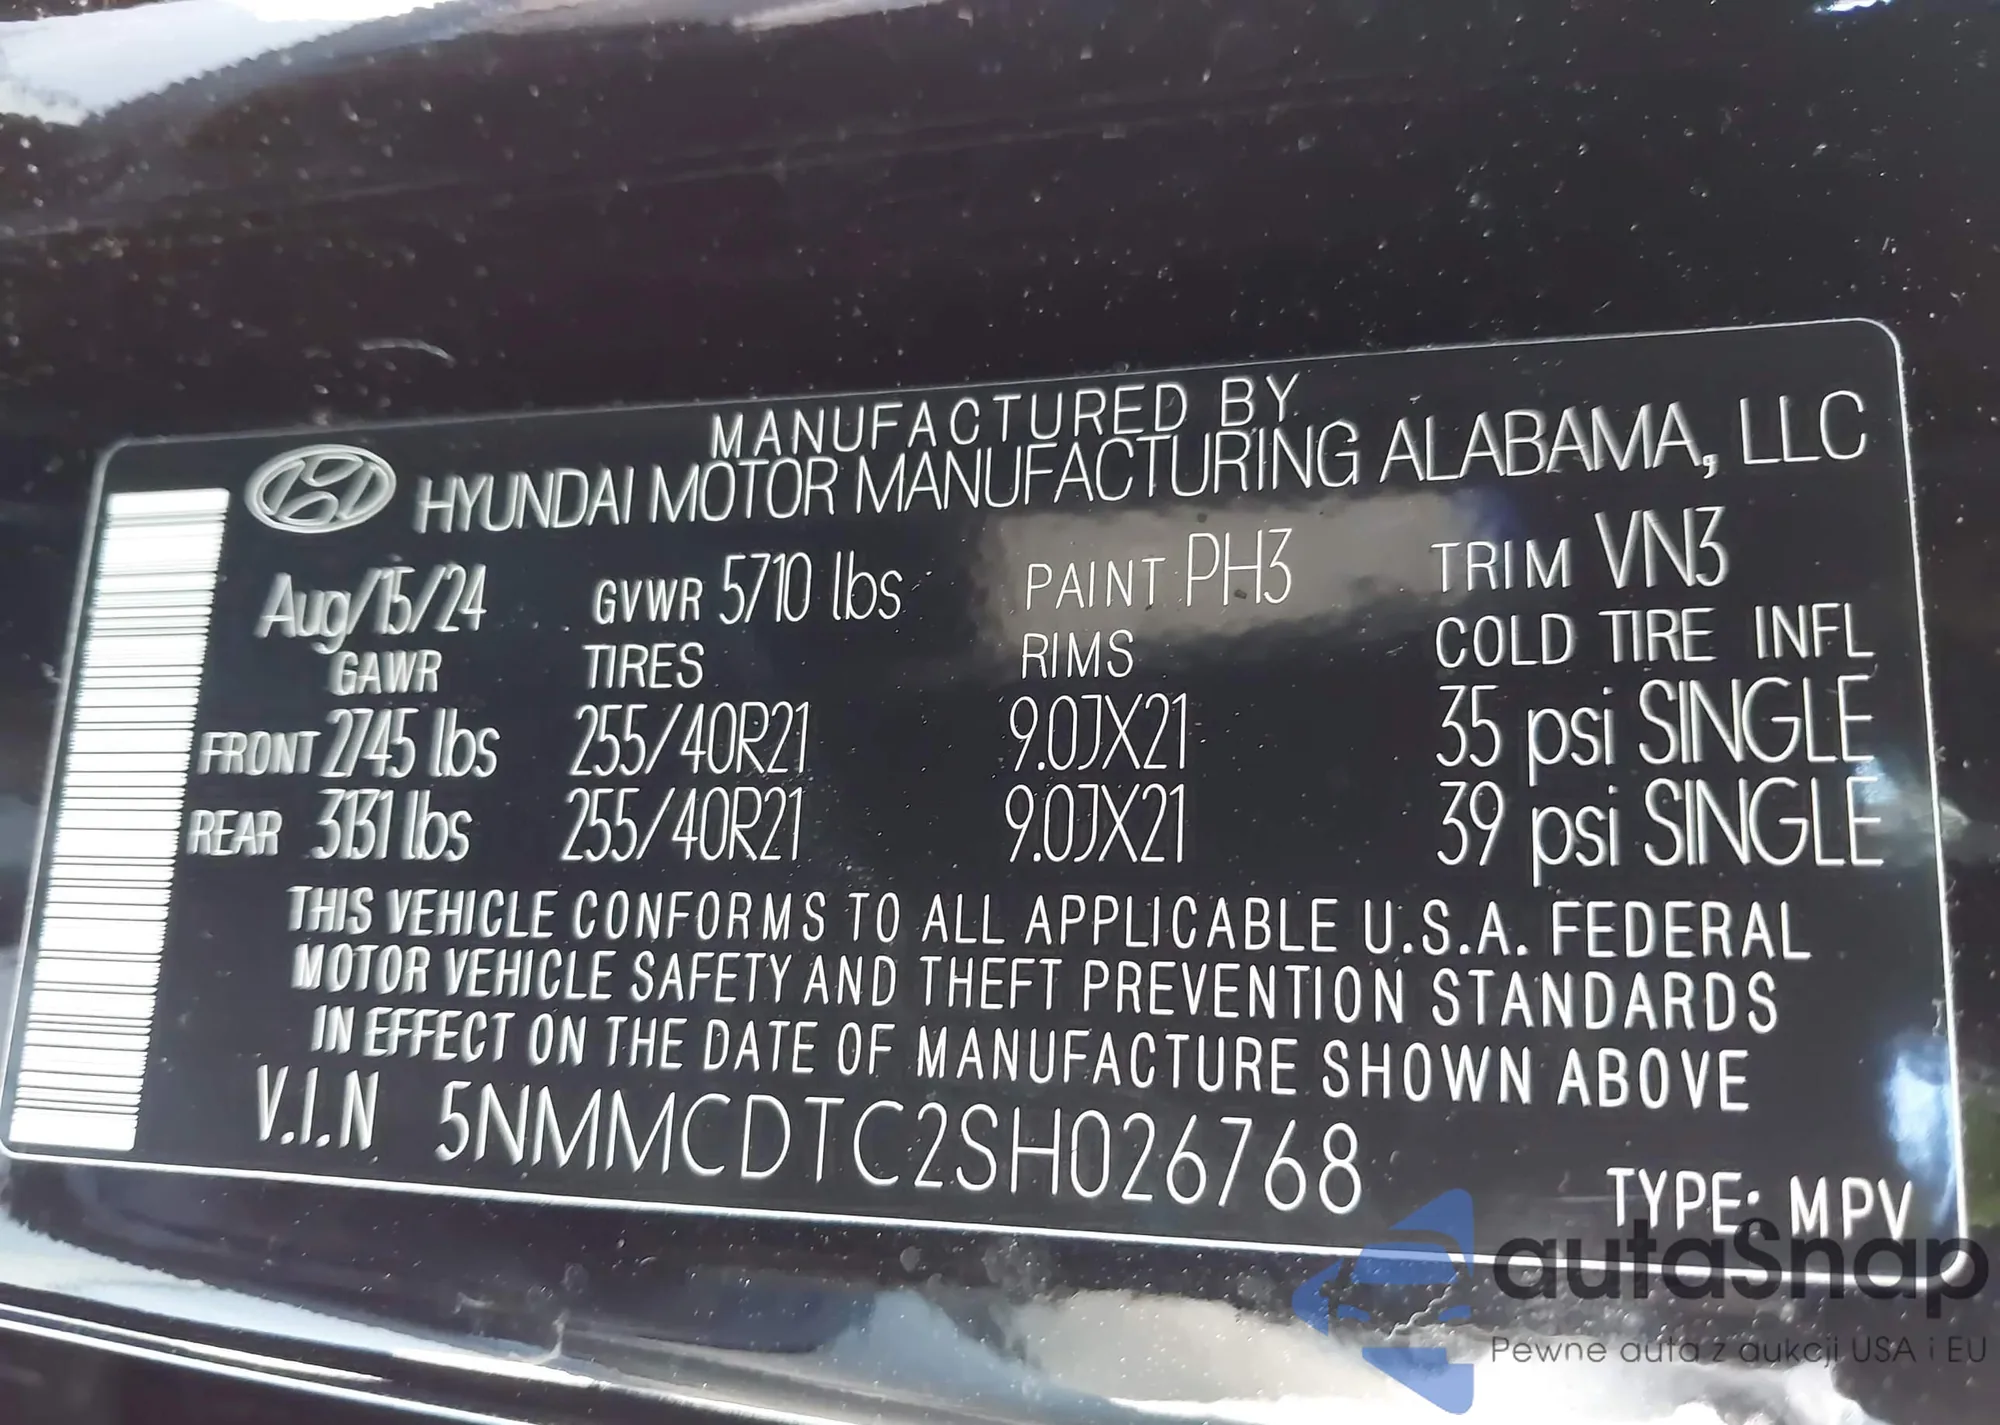 MANUFACTURED BY
HYUNDAI MOTOR MANUFACTURING ALABAMA, LLC
Aug/15/24 GVWR 5710 lbs PAINT PH3 TRIM VN3
GAWR TIRES RIMS COLD TIRE INFL
FRONT 2745 lbs 255/40R21 9.0JX21 35 psi SINGLE
REAR 3131 lbs 255/40R21 9.0JX21 39 psi SINGLE
THIS VEHICLE CONFORMS TO ALL APPLICABLE U.S.A. FEDERAL
MOTOR VEHICLE SAFETY AND THEFT PREVENTION STANDARDS
IN EFFECT ON THE DATE OF MANUFACTURE SHOWN ABOVE
V.I.N 5NMMCDTC2SH026768
TYPE: MPV
autaSnap
Pewne auta z aukcji USA i EU